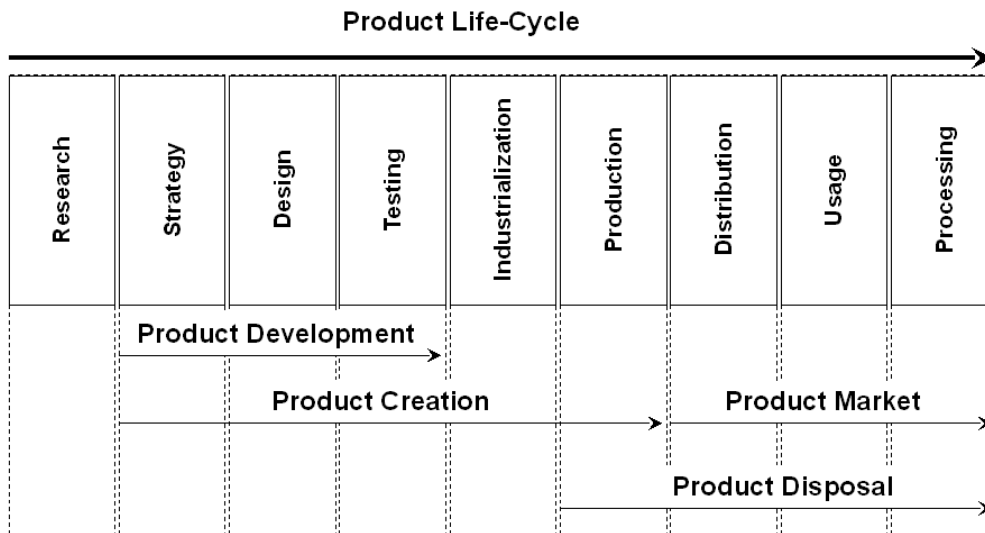 Product Life-Cycle
Research
Strategy
Design
Testing
Industrialization
Production
Distribution
Usage
Processing
Product Development
Product Creation
Product Market
Product Disposal